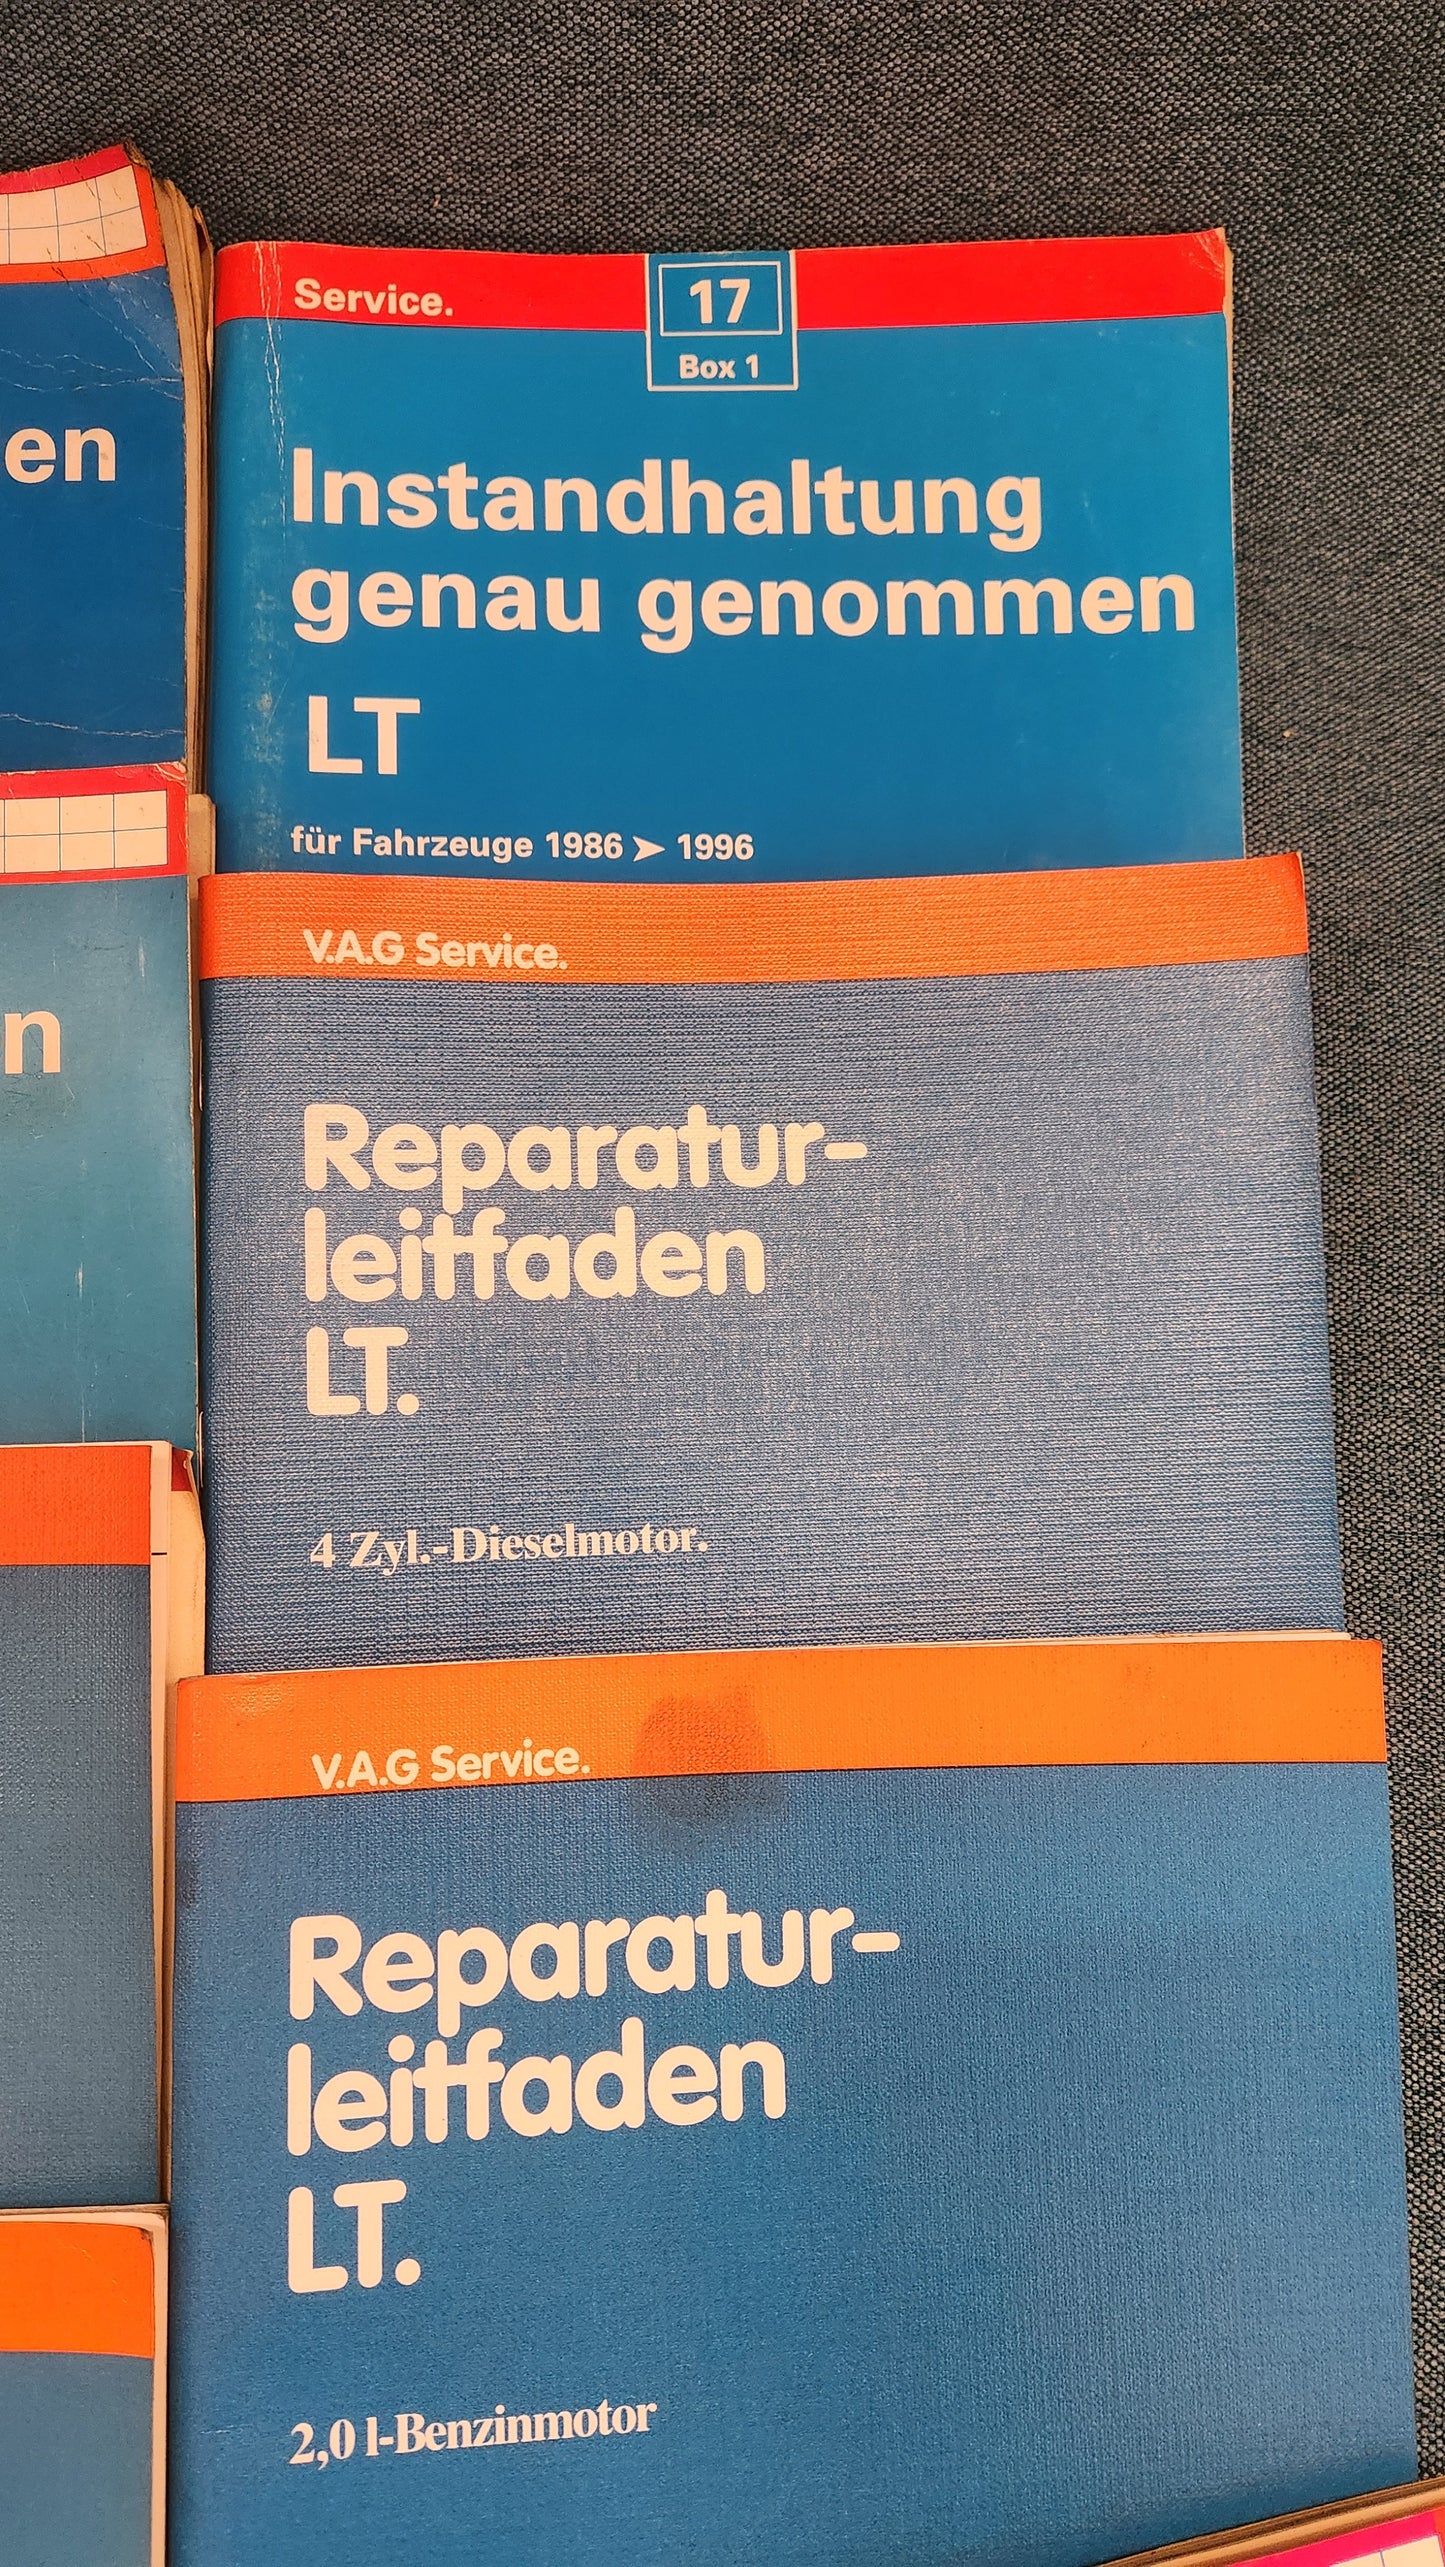 en
n
Service.
17
Box 1
Instandhaltung
genau genommen
LT
für Fahrzeuge 1986 ➤ 1996
V.A.G Service.
Reparatur-
leitfaden
LT.
4 Zyl.-Dieselmotor.
V.A.G Service.
Reparatur-
leitfaden
LT.
2,0 l-Benzinmotor